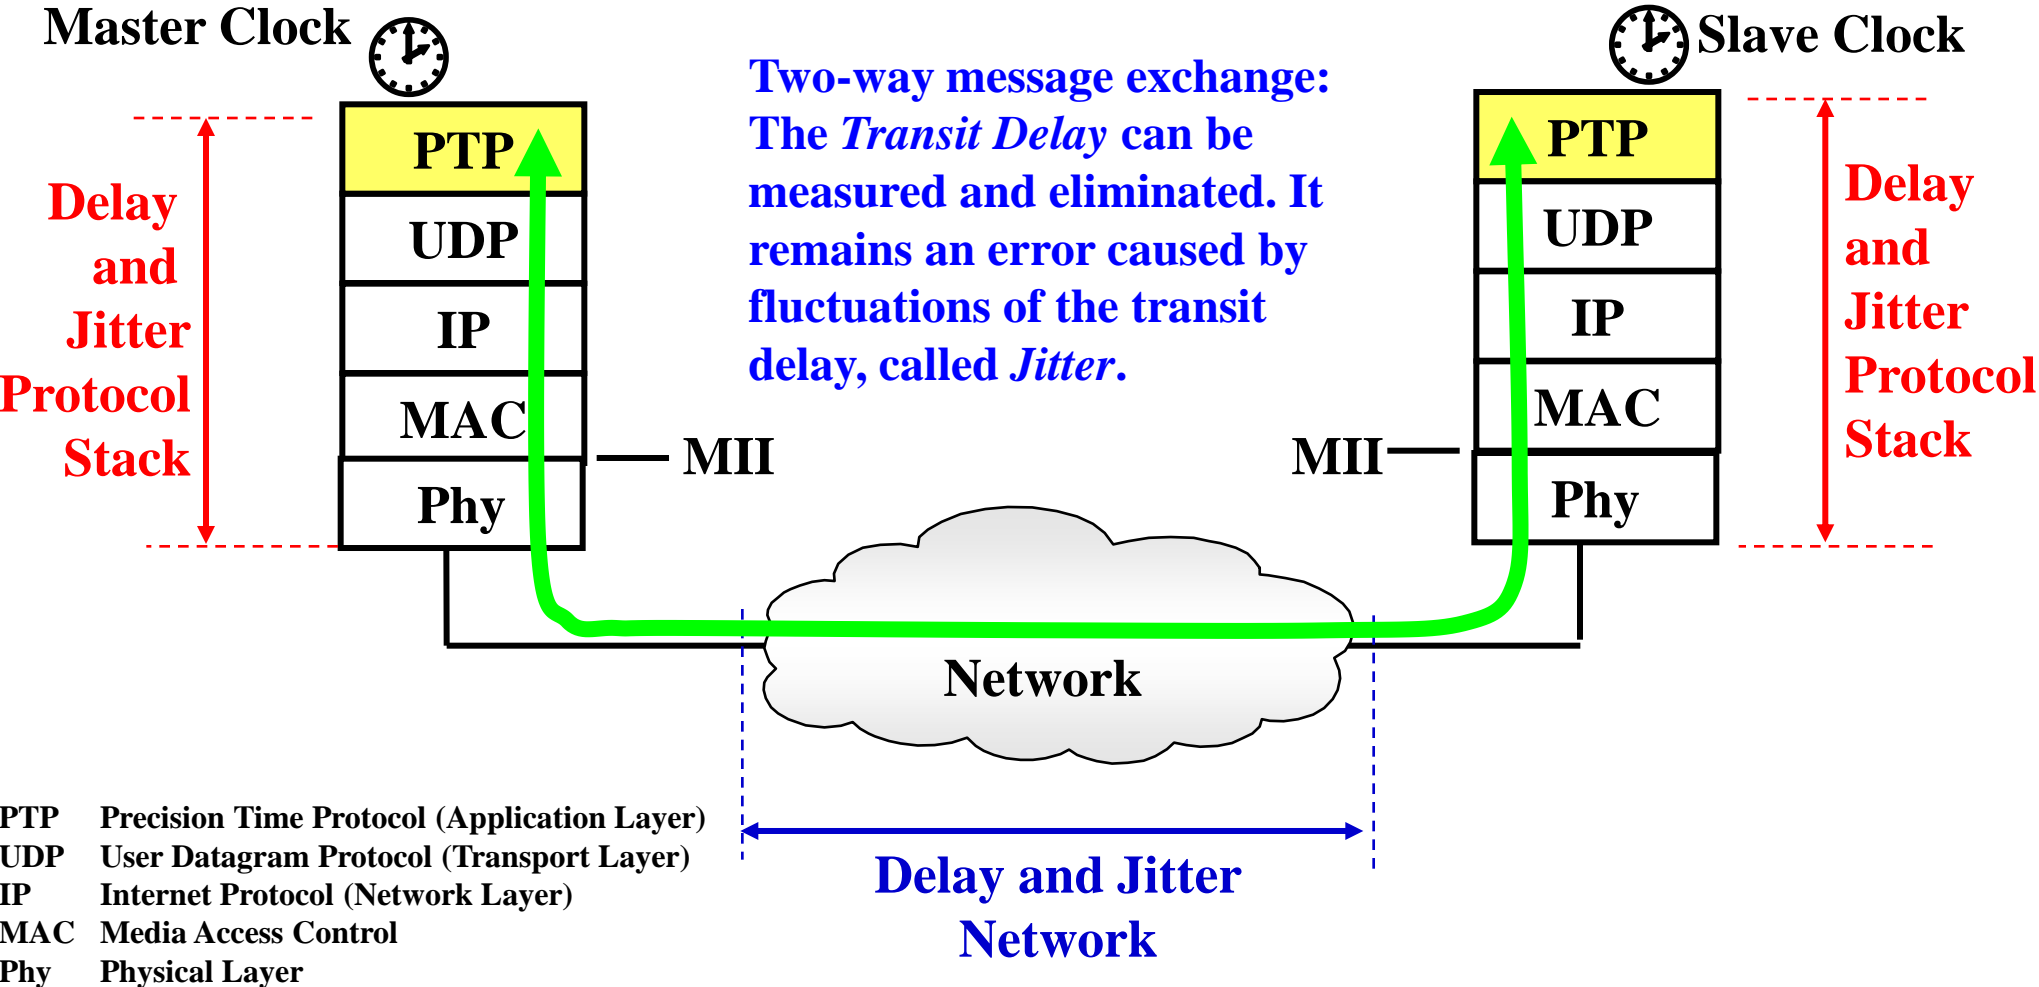 Master Clock
Slave Clock
Two-way message exchange:
The Transit Delay can be
measured and eliminated. It
remains an error caused by
fluctuations of the transit
delay, called Jitter.
Delay
and
Jitter
Protocol
Stack
PTP
UDP
IP
MAC
Phy
MII
MII
PTP
UDP
IP
MAC
Phy
Delay
and
Jitter
Protocol
Stack
Network
Delay and Jitter
Network
PTP Precision Time Protocol (Application Layer)
UDP User Datagram Protocol (Transport Layer)
IP Internet Protocol (Network Layer)
MAC Media Access Control
Phy Physical Layer